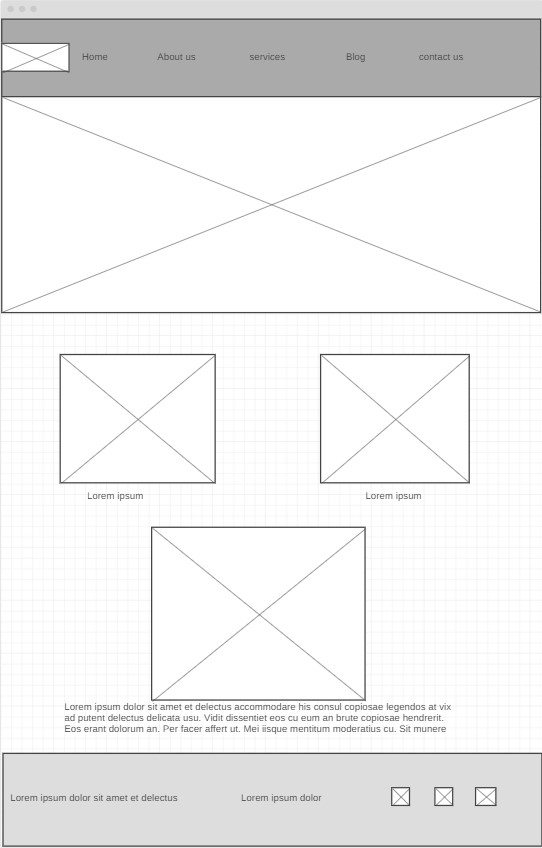 Home
About us
services
Blog
contact us
Lorem ipsum
Lorem ipsum
Lorem ipsum dolor sit amet et delectus accommodare his consul copiosae legendos at vix
ad putent delectus delicata usu. Vidit dissentiet eos cu eum an brute copiosae hendrerit.
Eos erant dolorum an. Per facer affert ut. Mei iisque mentitum moderatius cu. Sit munere
Lorem ipsum dolor sit amet et delectus
Lorem ipsum dolor